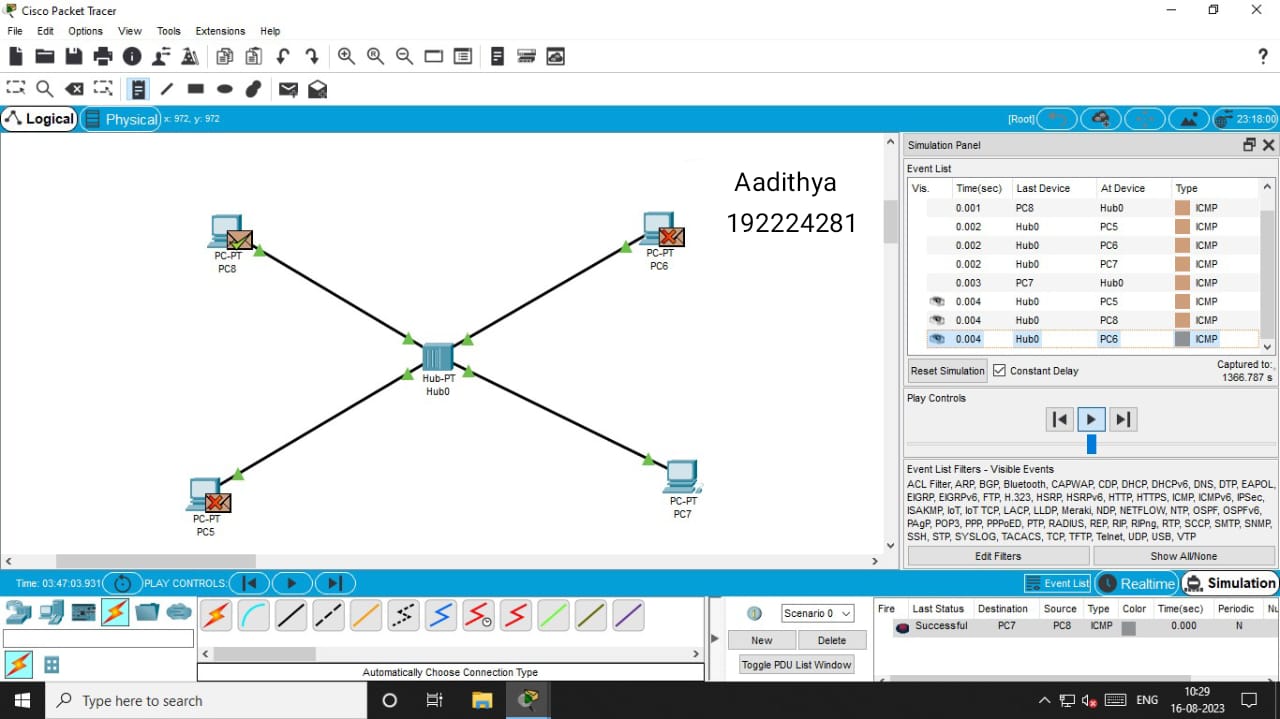 Cisco Packet Tracer
File Edit Options View Tools Extensions Help
?
Logical Physical x: 972, y: 972 [Root] 23:18:00
Aadithya
192224281
PC-PT
PC8
PC-PT
PC6
Hub-PT
Hub0
PC-PT
PC5
PC-PT
PC7
Simulation Panel
Event List
Vis. Time(sec) Last Device At Device Type
0.001 PC8 Hub0 ICMP
0.002 Hub0 PC5 ICMP
0.002 Hub0 PC6 ICMP
0.002 Hub0 PC7 ICMP
0.003 PC7 Hub0 ICMP
0.004 Hub0 PC5 ICMP
0.004 Hub0 PC8 ICMP
0.004 Hub0 PC6 ICMP
Reset Simulation Constant Delay Captured to:
1366.787 s
Play Controls
Event List Filters - Visible Events
ACL Filter, ARP, BGP, Bluetooth, CAPWAP, CDP, DHCP, DHCPv6, DNS, DTP, EAPOL,
EIGRP, EIGRPv6, FTP, H.323, HSRP, HSRPv6, HTTP, HTTPS, ICMP, ICMPv6, IPSec,
ISAKMP, IoT, IoT TCP, LACP, LLDP, Meraki, NDP, NETFLOW, NTP, OSPF, OSPFv6,
PAgP, POP3, PPP, PPPoED, PTP, RADIUS, REP, RIP, RIPng, RTP, SCCP, SMTP, SNMP,
SSH, STP, SYSLOG, TACACS, TCP, TFTP, Telnet, UDP, USB, VTP
Edit Filters Show All/None
Time: 03:47:03.931 PLAY CONTROLS: Event List Realtime Simulation
Automatically Choose Connection Type
Scenario 0
New Delete
Toggle PDU List Window
Fire Last Status Destination Source Type Color Time(sec) Periodic Nu
Successful PC7 PC8 ICMP 0.000 N
Type here to search
ENG
10:29
16-08-2023